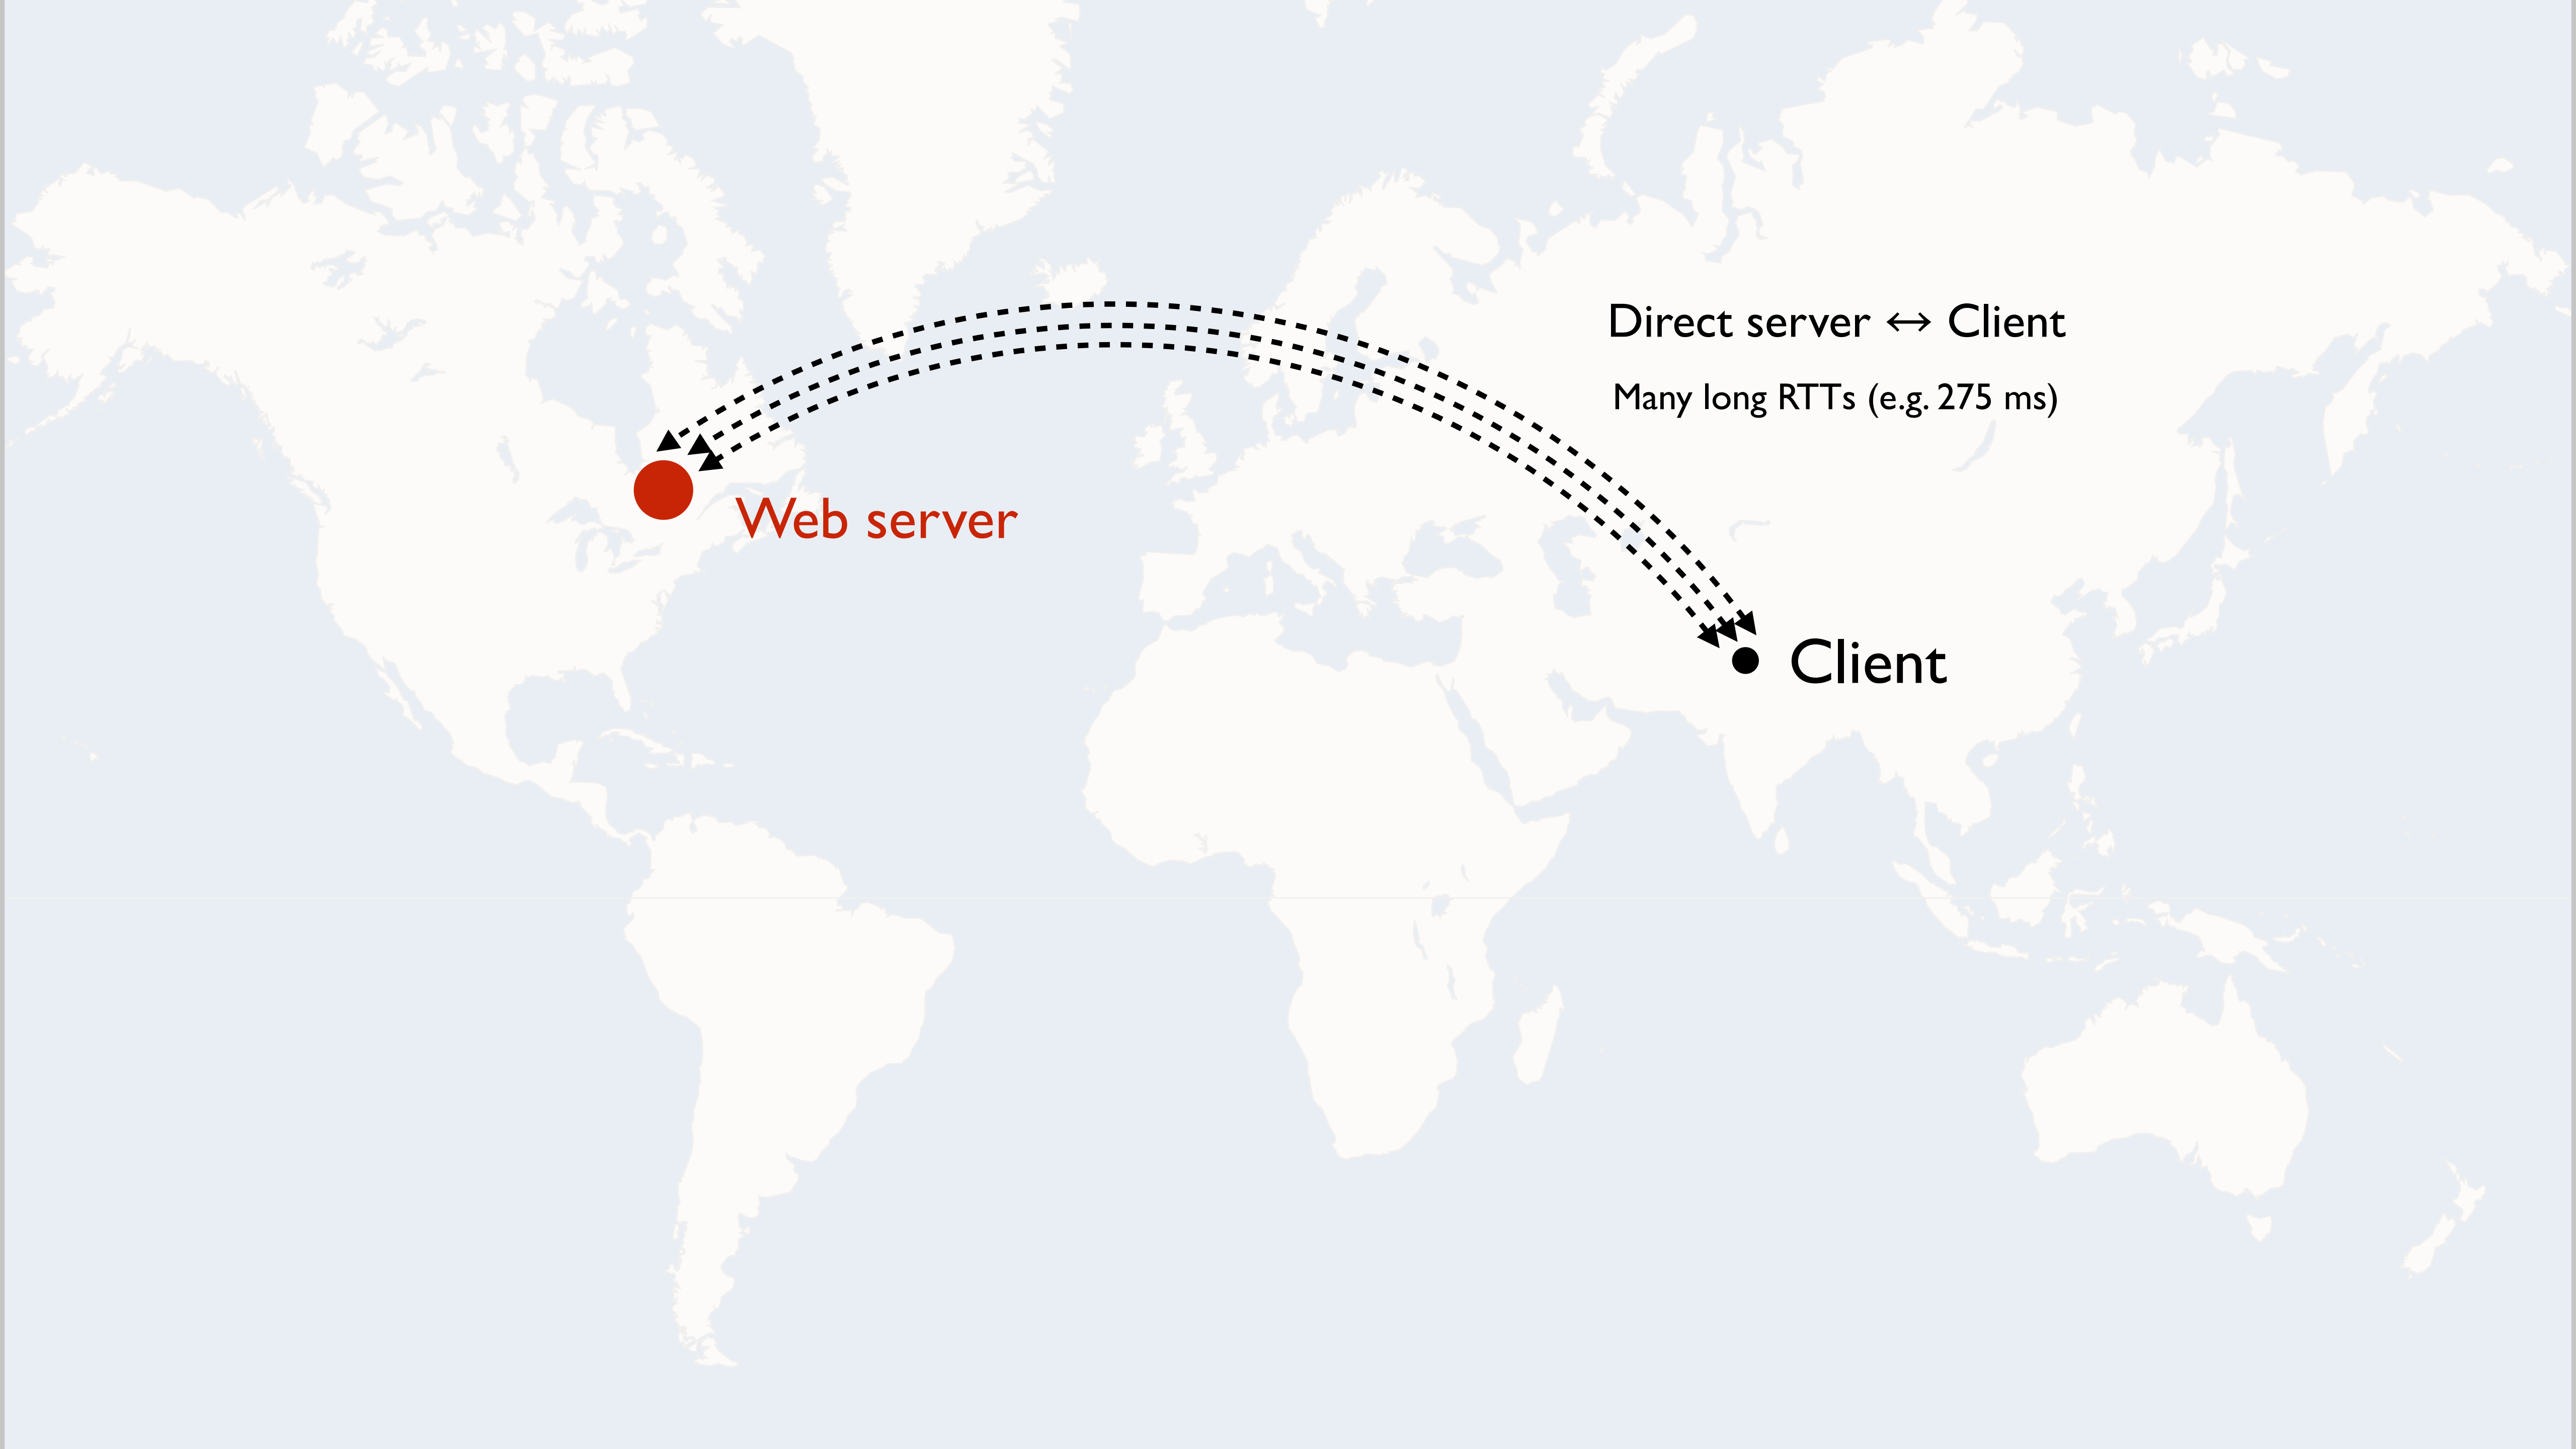 Direct server ↔ Client
Many long RTTs (e.g. 275 ms)
Web server
Client